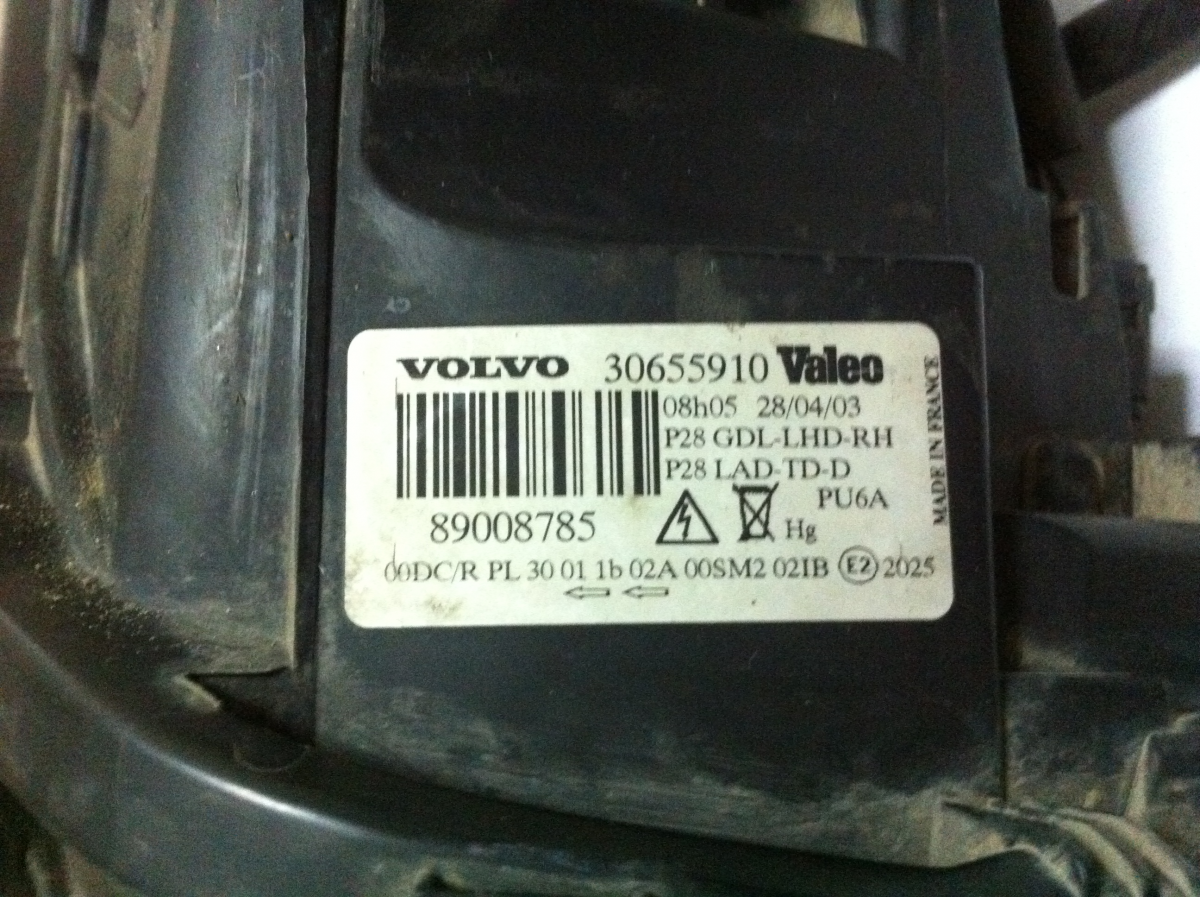 VOLVO 30655910 Valeo
08h05 28/04/03
P28 GDL-LHD-RH
P28 LAD-TD-D
PU6A
89008785
Hg
00DC/R PL 30 01 1b 02A 00SM2 02IB E2 2025
MADE IN FRANCE